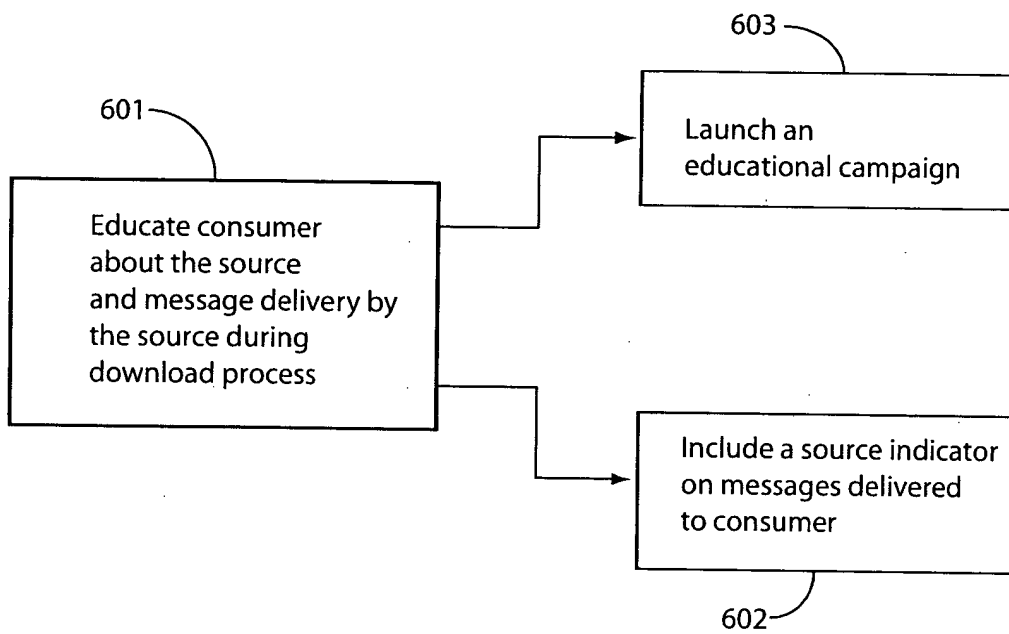 603
Launch an
educational campaign
601
Educate consumer
about the source
and message delivery by
the source during
download process
Include a source indicator
on messages delivered
to consumer
602